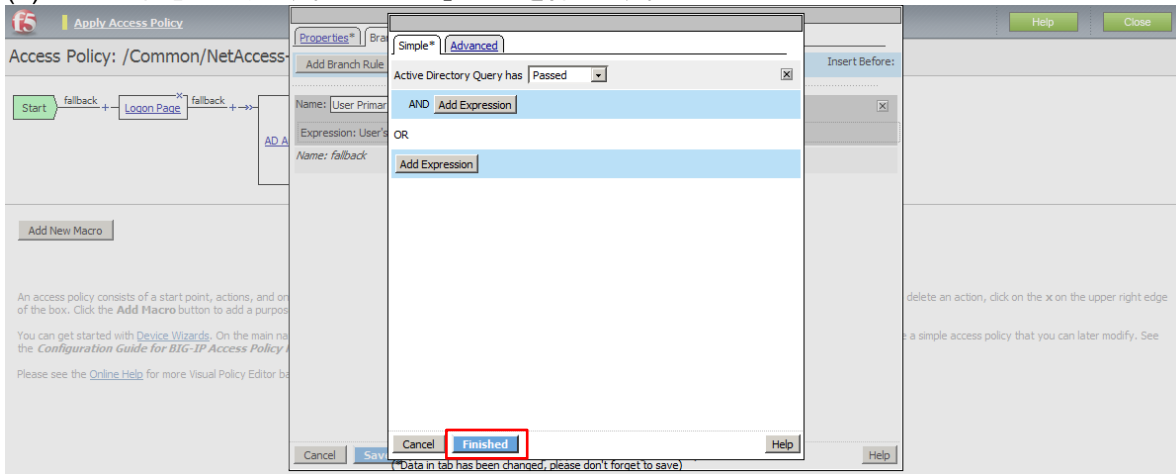 f5
Apply Access Policy
Help
Close
Access Policy: /Common/NetAccess-
Properties*
Add Branch Rule
Insert Before:
Simple*
Advanced
Active Directory Query has
Passed
Start
fallback
Logon Page
fallback
AD A
Name:
User Primar
AND
Add Expression
Expression: User's
OR
Name: fallback
Add Expression
Add New Macro
An access policy consists of a start point, actions, and on
delete an action, click on the x on the upper right edge
of the box. Click the Add Macro button to add a purpos
You can get started with Device Wizards. On the main na
a simple access policy that you can later modify. See
the Configuration Guide for BIG-IP Access Policy
Please see the Online Help for more Visual Policy Editor ba
Cancel
Finished
Help
Cancel
Sav
Help
(*Data in tab has been changed, please don't forget to save)